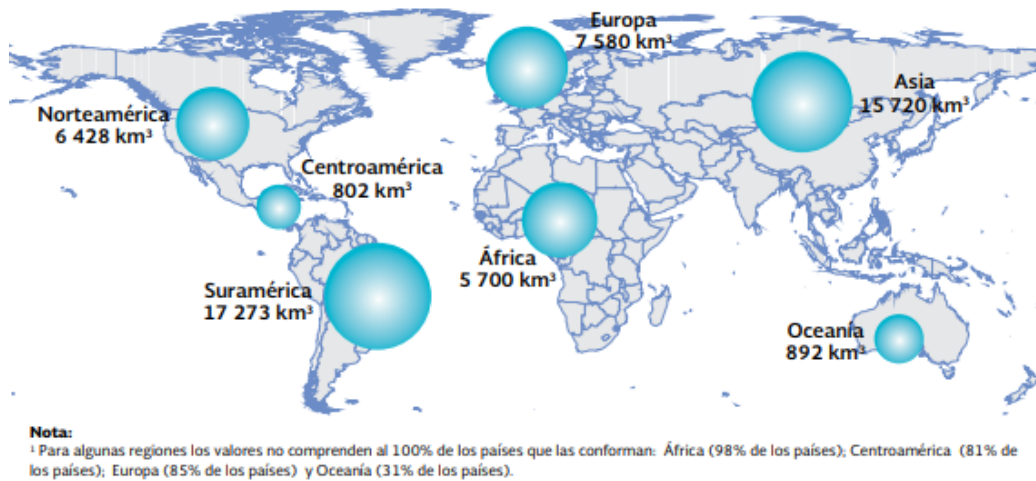 Europa
7 580 km³
Asia
15 720 km³
Norteamérica
6 428 km³
Centroamérica
802 km³
África
5 700 km³
Suramérica
17 273 km³
Oceanía
892 km³
Nota:
¹ Para algunas regiones los valores no comprenden al 100% de los países que las conforman: África (98% de los países); Centroamérica (81% de
los países); Europa (85% de los países) y Oceanía (31% de los países).